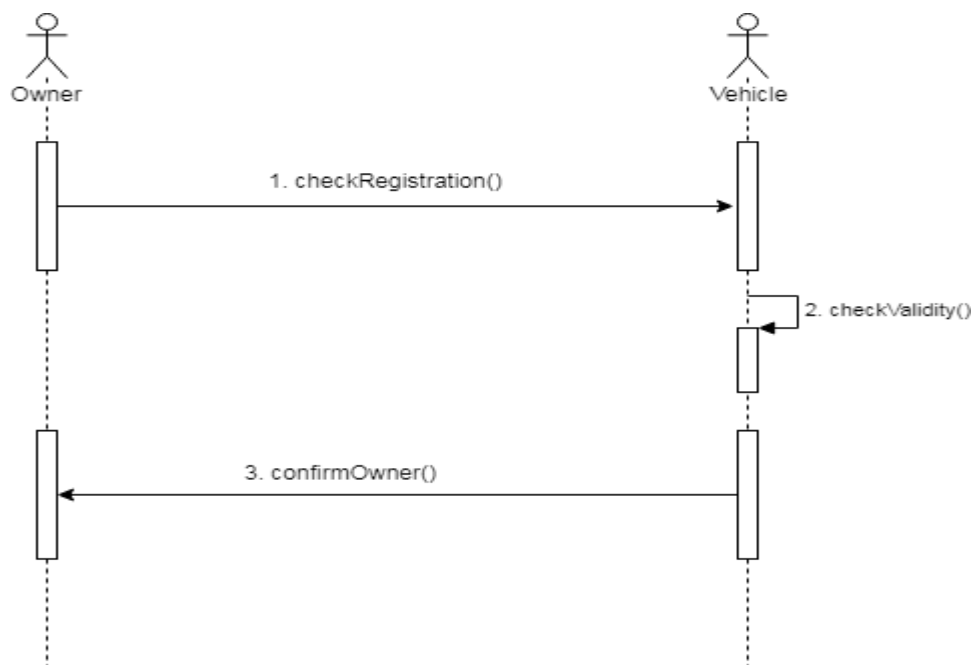 Owner
Vehicle
1. checkRegistration()
2. checkValidity()
3. confirmOwner()